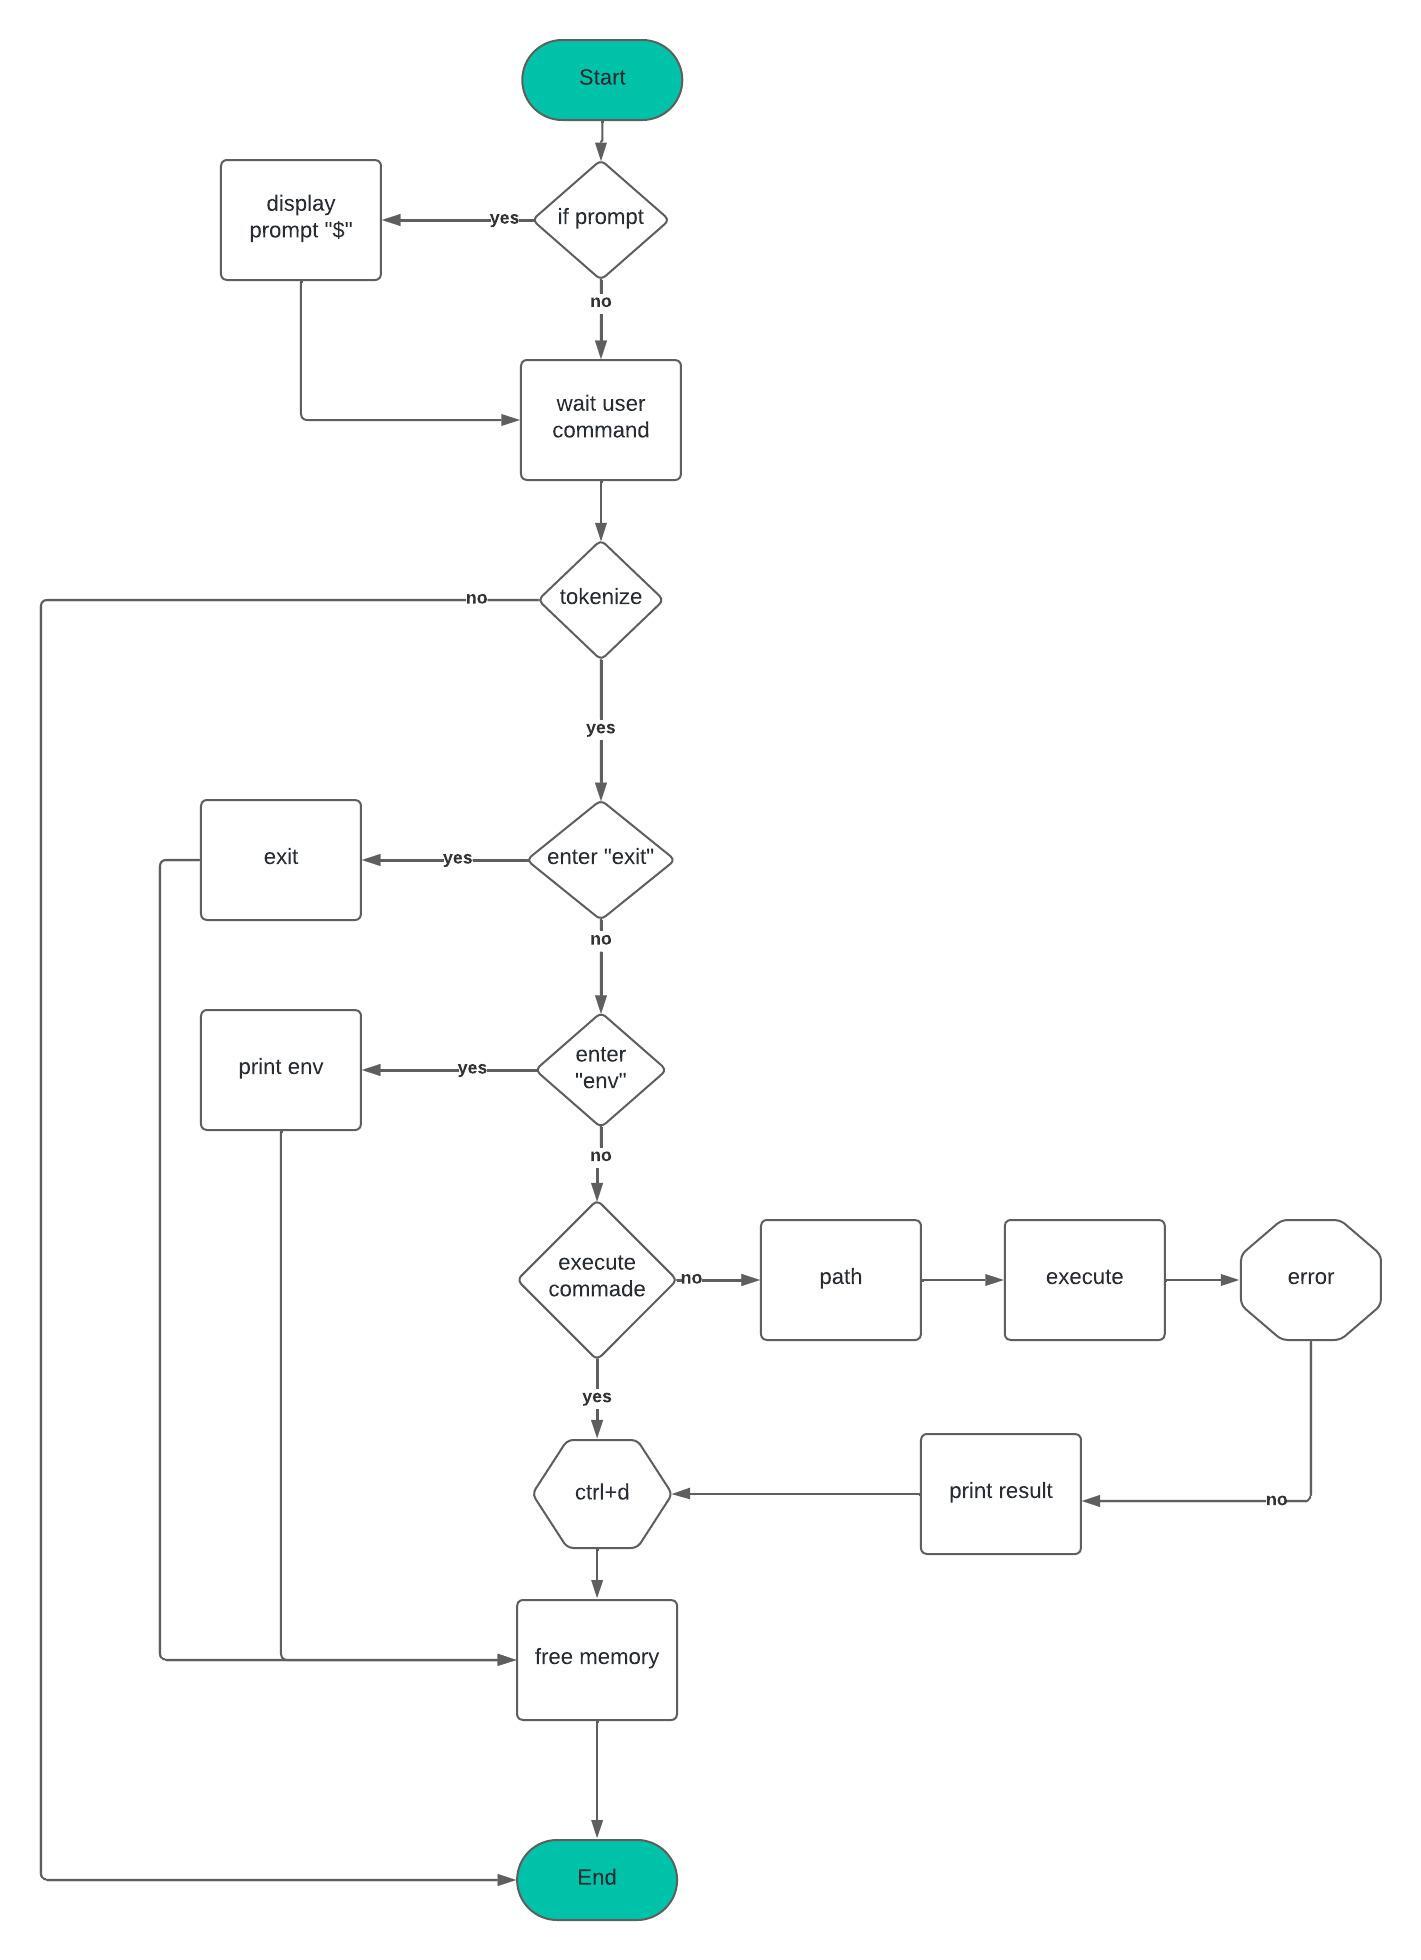 Start
display
prompt "$"
yes
if prompt
no
wait user
command
no
tokenize
yes
exit
yes
enter "exit"
no
print env
yes
enter
"env"
no
execute
commade
no
path
execute
error
yes
ctrl+d
print result
no
free memory
End